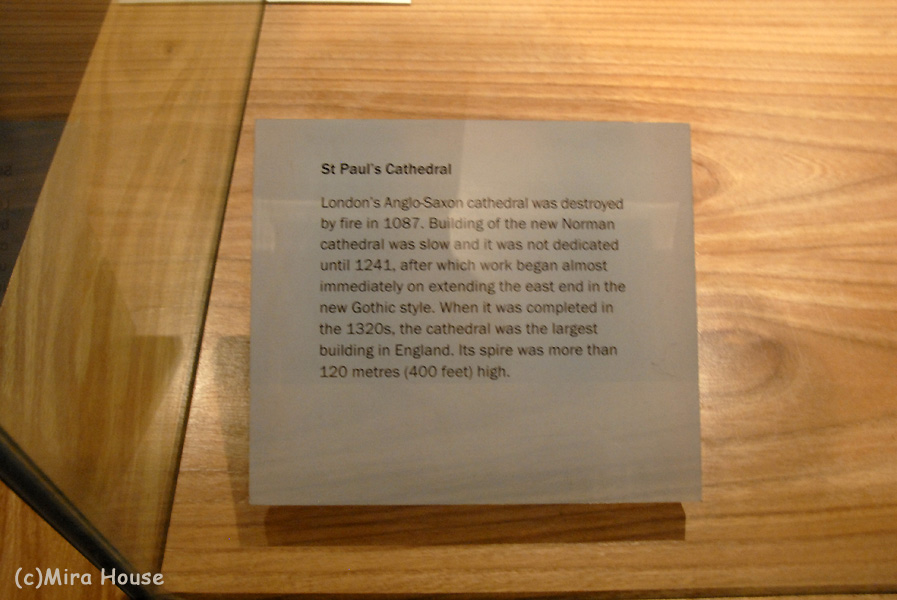 St Paul's Cathedral
London's Anglo-Saxon cathedral was destroyed
by fire in 1087. Building of the new Norman
cathedral was slow and it was not dedicated
until 1241, after which work began almost
immediately on extending the east end in the
new Gothic style. When it was completed in
the 1320s, the cathedral was the largest
building in England. Its spire was more than
120 metres (400 feet) high.
(c)Mira House